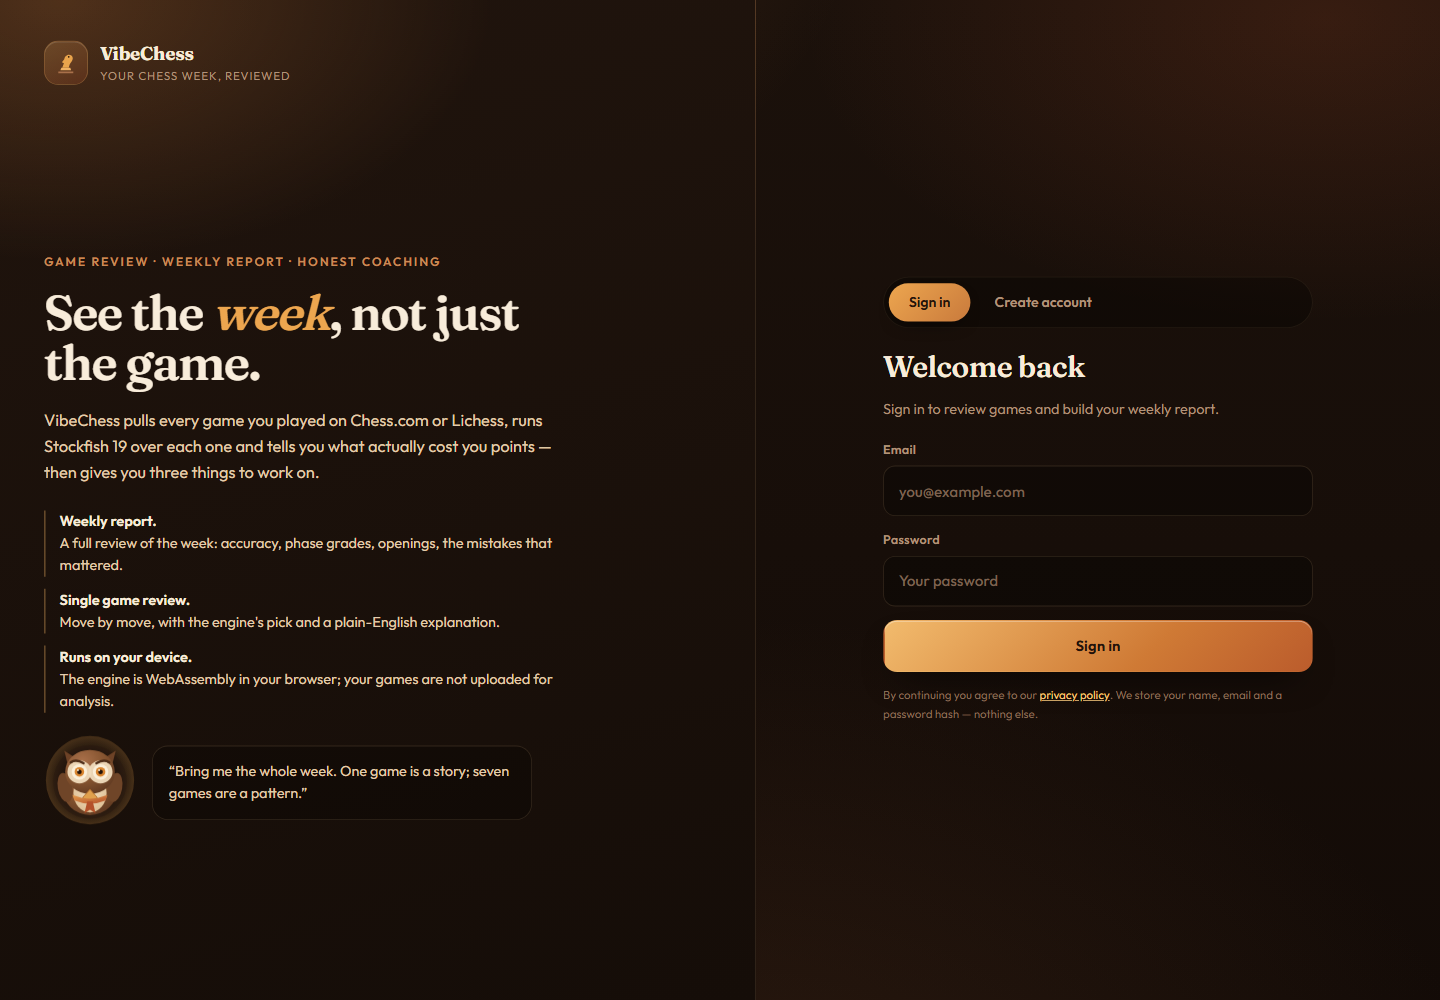 VibeChess
YOUR CHESS WEEK, REVIEWED
GAME REVIEW · WEEKLY REPORT · HONEST COACHING
See the week, not just
the game.
VibeChess pulls every game you played on Chess.com or Lichess, runs
Stockfish 19 over each one and tells you what actually cost you points —
then gives you three things to work on.
Weekly report.
A full review of the week: accuracy, phase grades, openings, the mistakes that
mattered.
Single game review.
Move by move, with the engine's pick and a plain-English explanation.
Runs on your device.
The engine is WebAssembly in your browser; your games are not uploaded for
analysis.
“Bring me the whole week. One game is a story; seven
games are a pattern.”
Sign in
Create account
Welcome back
Sign in to review games and build your weekly report.
Email
you@example.com
Password
Your password
Sign in
By continuing you agree to our privacy policy. We store your name, email and a
password hash — nothing else.